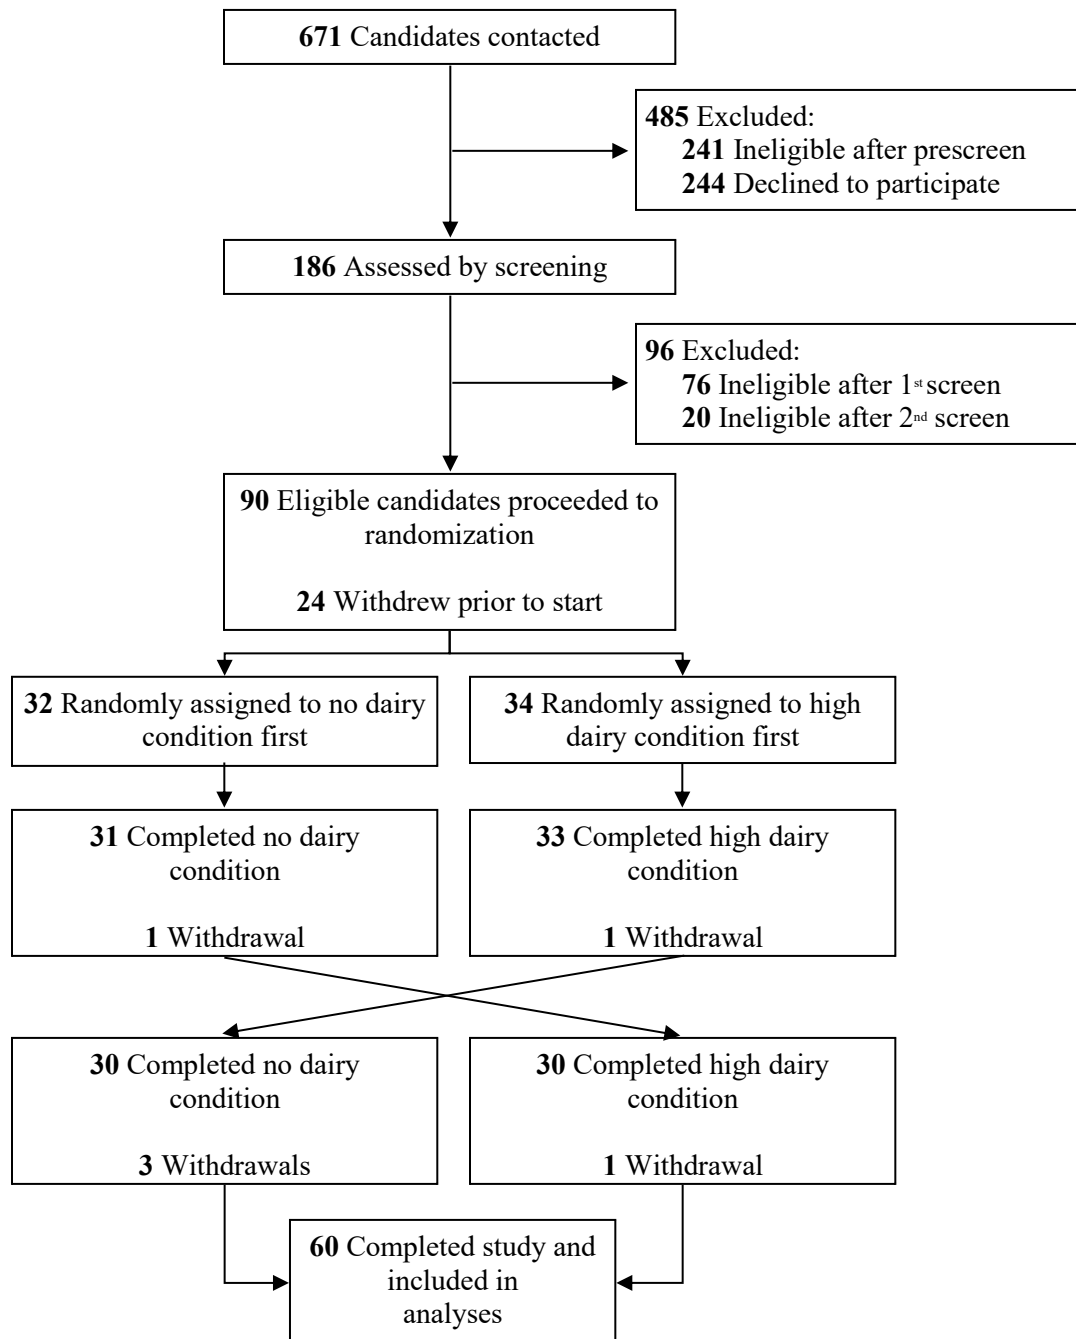 671 Candidates contacted
485 Excluded:
241 Ineligible after prescreen
244 Declined to participate
186 Assessed by screening
96 Excluded:
76 Ineligible after 1st screen
20 Ineligible after 2nd screen
90 Eligible candidates proceeded to
randomization
24 Withdrew prior to start
32 Randomly assigned to no dairy
condition first
34 Randomly assigned to high
dairy condition first
31 Completed no dairy
condition
1 Withdrawal
33 Completed high dairy
condition
1 Withdrawal
30 Completed no dairy
condition
3 Withdrawals
30 Completed high dairy
condition
1 Withdrawal
60 Completed study and
included in
analyses